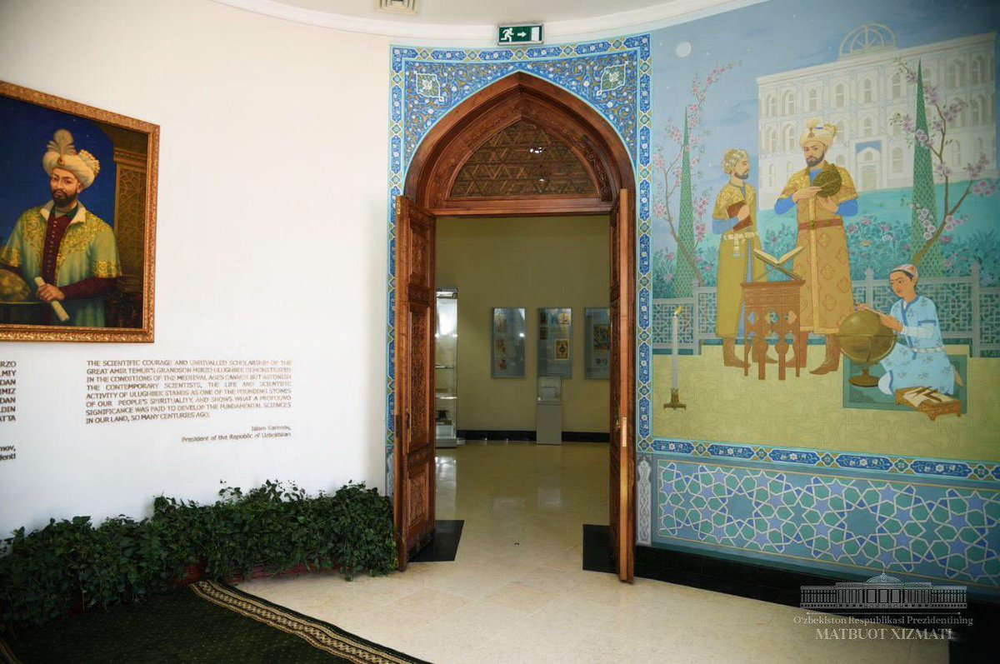 IRZO
LMIY
DAN
IMIZ
DAN
LDIN
ATTA
mov,
denti
THE SCIENTIFIC COURAGE AND UNRIVALLED SCHOLARSHIP OF THE
GREAT AMIR TEMUR'S GRANDSON MIRZO ULUGHBEK DEMONSTRATED
IN THE CONDITIONS OF THE MEDIEVAL AGES CANNOT BUT ASTONISH
THE CONTEMPORARY SCIENTISTS, THE LIFE AND SCIENTIFIC
ACTIVITY OF ULUGHBEK STANDS AS ONE OF THE FOUNDING STONES
OF OUR PEOPLE'S SPIRITUALITY, AND SHOWS WHAT A PROFOUND
SIGNIFICANCE WAS PAID TO DEVELOP THE FUNDAMENTAL SCIENCES
IN OUR LAND, SO MANY CENTURIES AGO.
Islam Karimov,
President of the Republic of Uzbekistan
O'zbekiston Respublikasi Prezidentining
MATBUOT XIZMATI